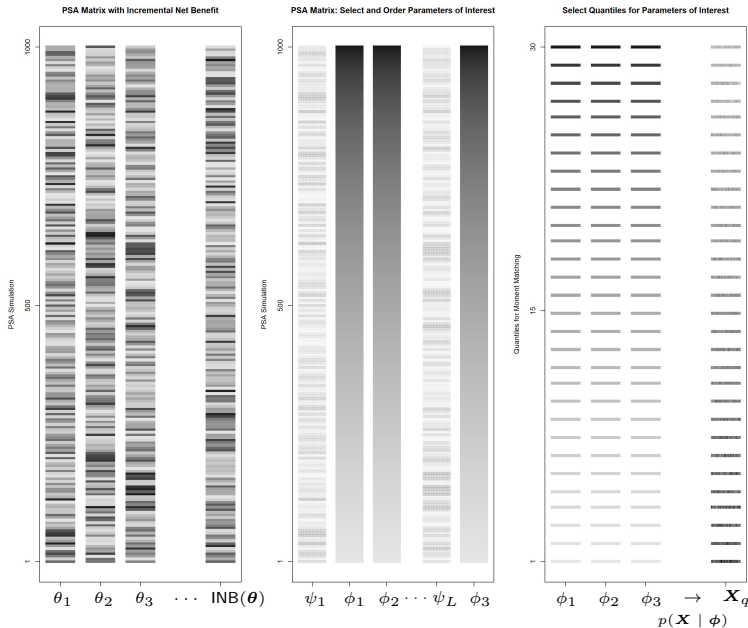 PSA Matrix with Incremental Net Benefit
PSA Simulation
1000
500
1
θ1 θ2 θ3 ⋯ INB(θ)
PSA Matrix: Select and Order Parameters of Interest
PSA Simulation
1000
500
1
ψ1 ϕ1 ϕ2 ⋯ ψL ϕ3
Select Quantiles for Parameters of Interest
Quantiles for Moment Matching
30
15
1
ϕ1 ϕ2 ϕ3 → Xq
p(X | ϕ)